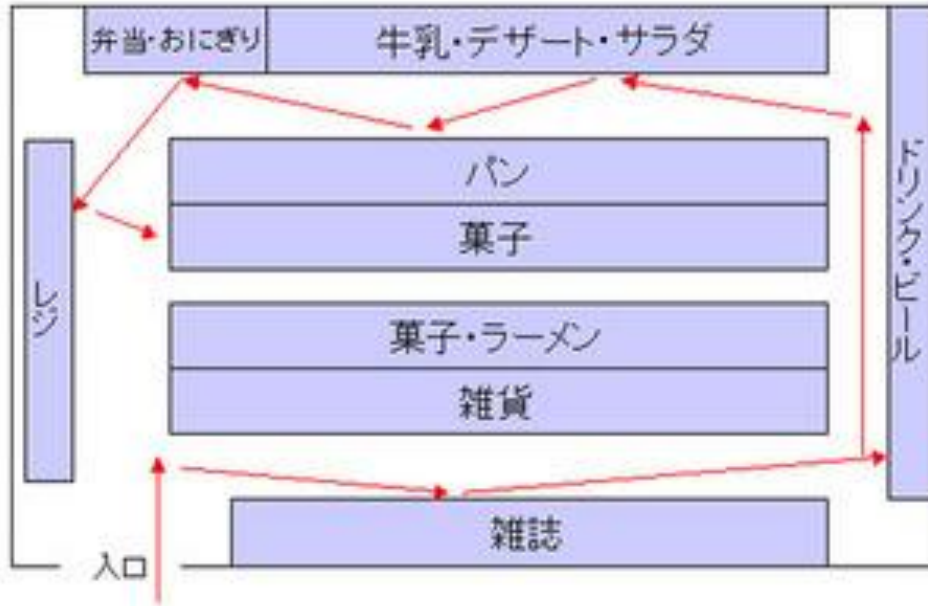 弁当・おにぎり
牛乳・デザート・サラダ
ドリンク・ビール
パン
菓子
レジ
菓子・ラーメン
雑貨
雑誌
入口